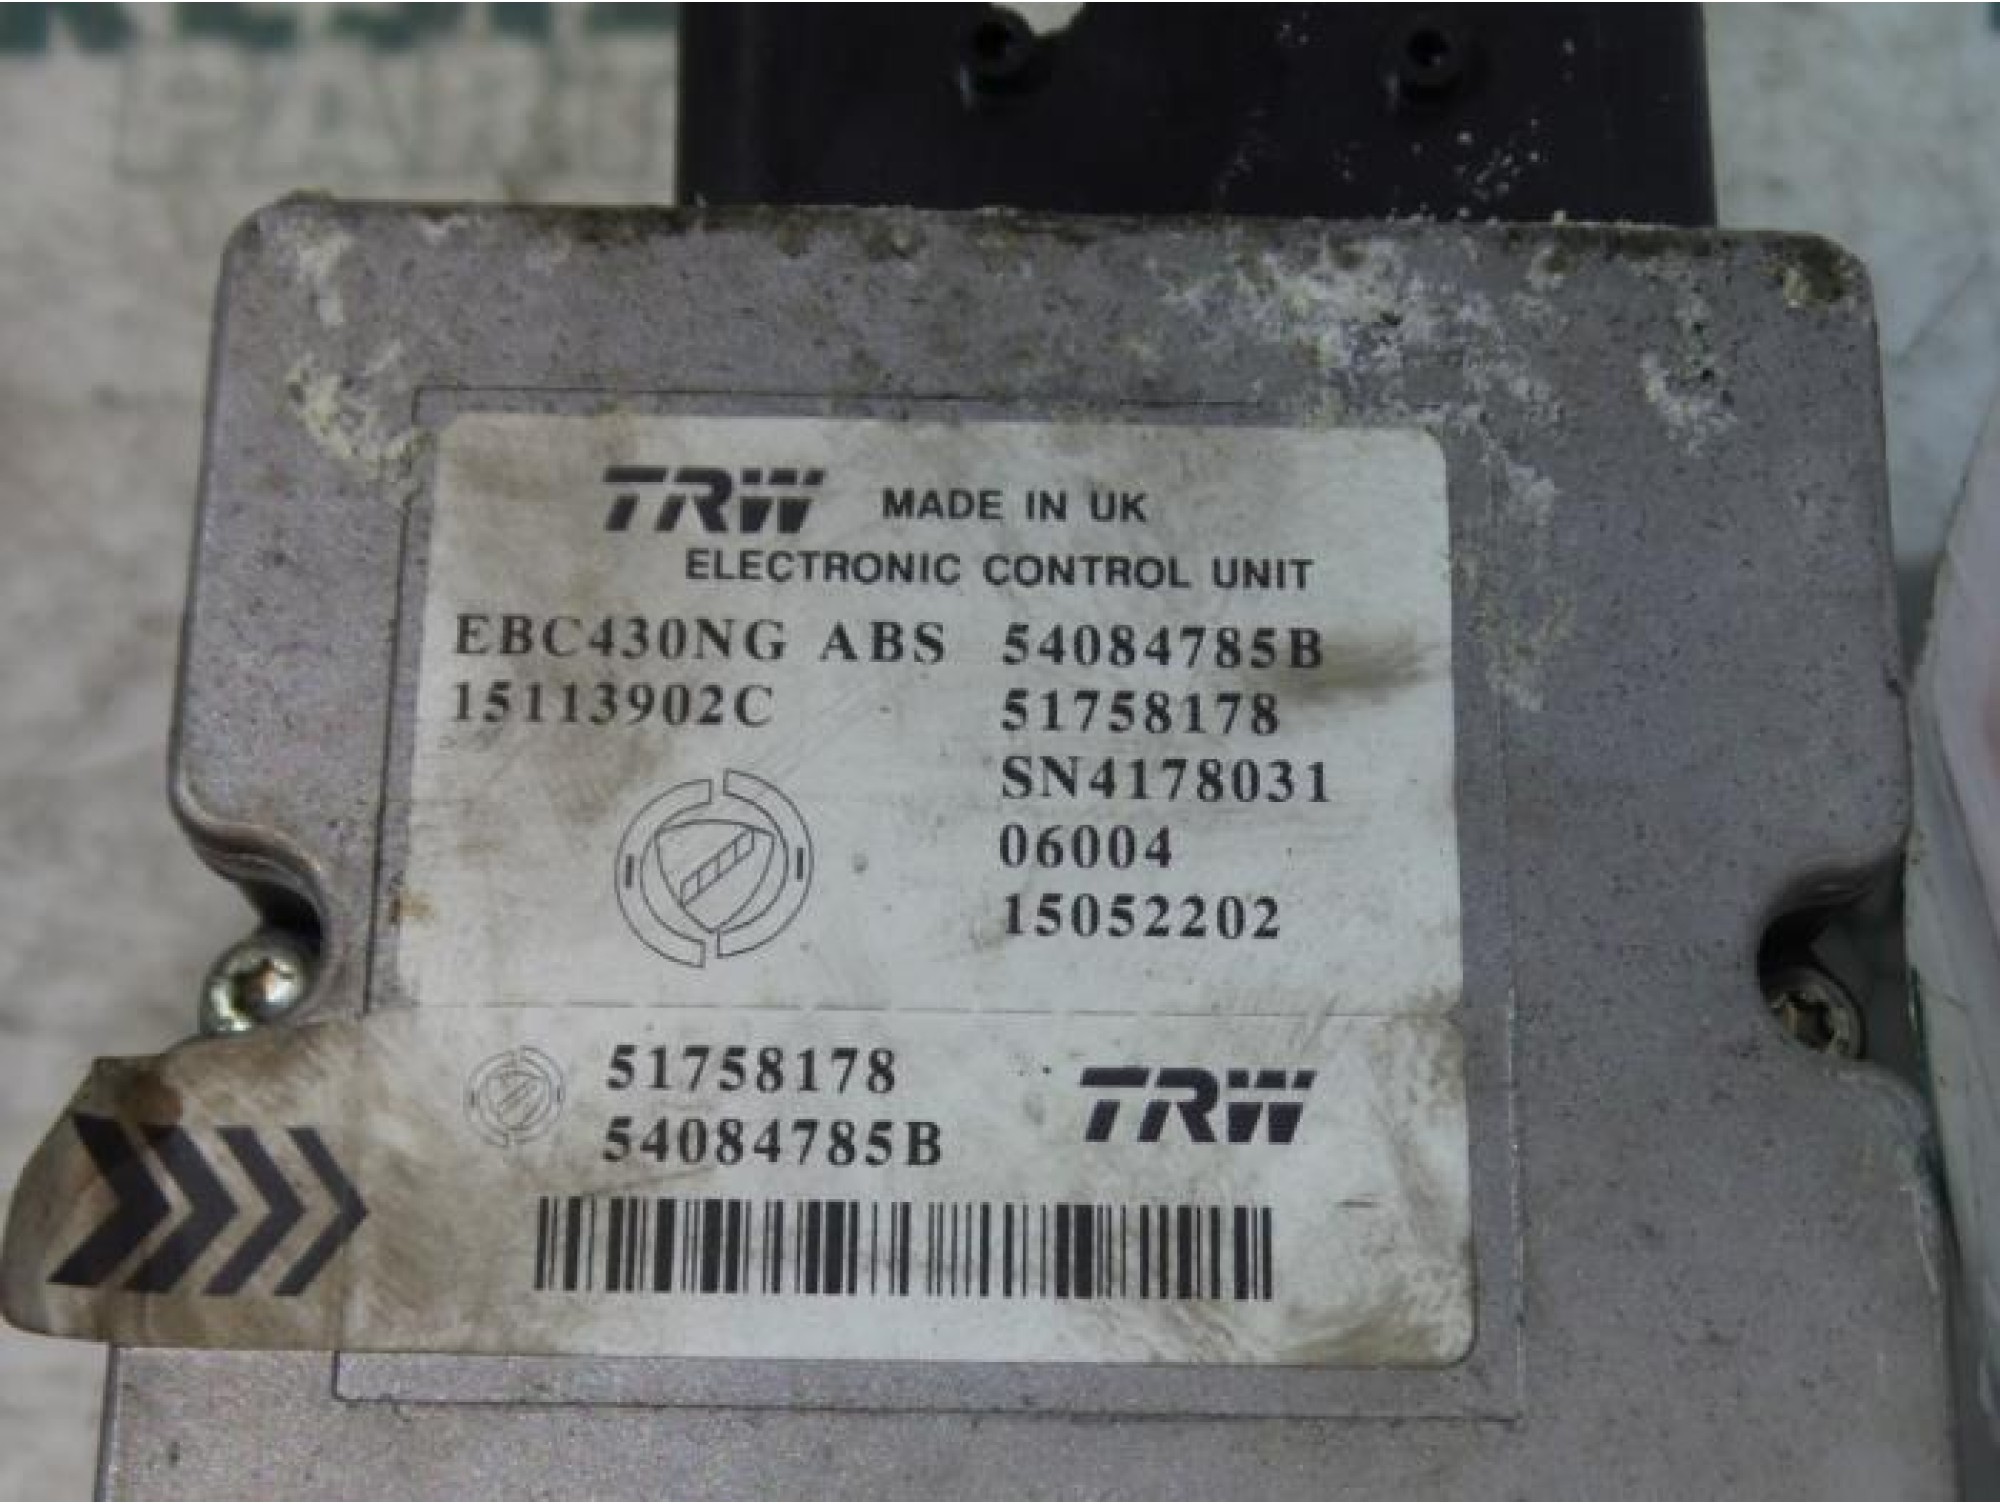 TRW MADE IN UK
ELECTRONIC CONTROL UNIT
EBC430NG ABS 54084785B
15113902C 51758178
SN4178031
06004
15052202
51758178 TRW
54084785B